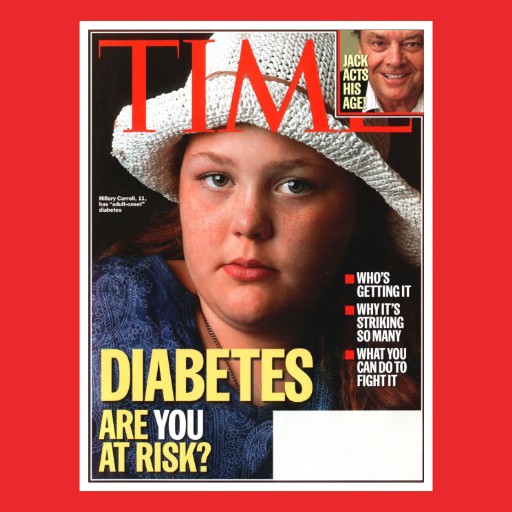 TIME
JACK
ACTS
HIS
AGE!
Hillary Carroll, 11,
has "adult-onset"
diabetes
WHO'S
GETTING IT
WHY IT'S
STRIKING
SO MANY
WHAT YOU
CAN DO TO
FIGHT IT
DIABETES
ARE YOU
AT RISK?